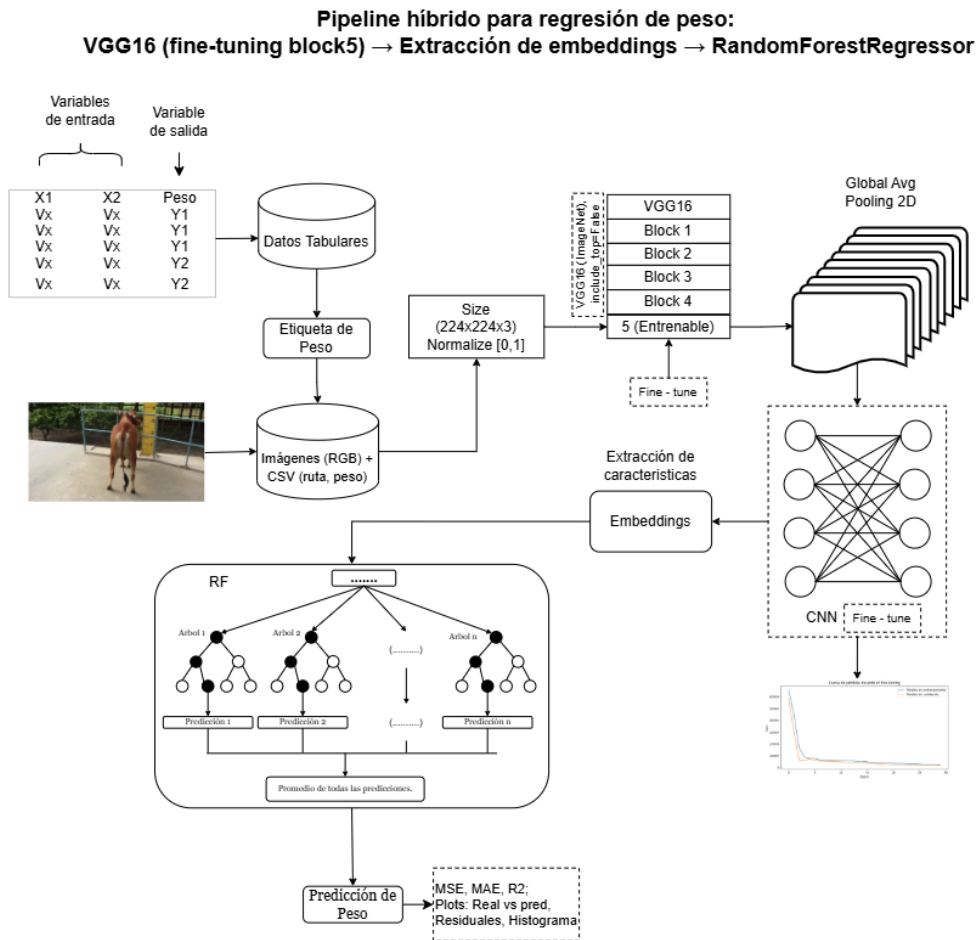 Pipeline híbrido para regresión de peso:
VGG16 (fine-tuning block5) → Extracción de embeddings → RandomForestRegressor
Variables
de entrada
Variable
de salida
X1 X2 Peso
Vx Vx Y1
Vx Vx Y1
Vx Vx Y1
Vx Vx Y2
Vx Vx Y2
Datos Tabulares
Etiqueta de
Peso
Imágenes (RGB) +
CSV (ruta, peso)
Size
(224x224x3)
Normalize [0,1]
VGG16 (ImageNet),
include_top=False
VGG16
Block 1
Block 2
Block 3
Block 4
5 (Entrenable)
Fine - tune
Global Avg
Pooling 2D
CNN
Fine - tune
Extracción de
caracteristicas
Embeddings
RF
.......
Arbol 1
Arbol 2
(..........)
Arbol n
Predicción 1
Predicción 2
(..........)
Predicción n
Promedio de todas las predicciones.
Predicción de
Peso
MSE, MAE, R2;
Plots: Real vs pred,
Residuales, Histograma